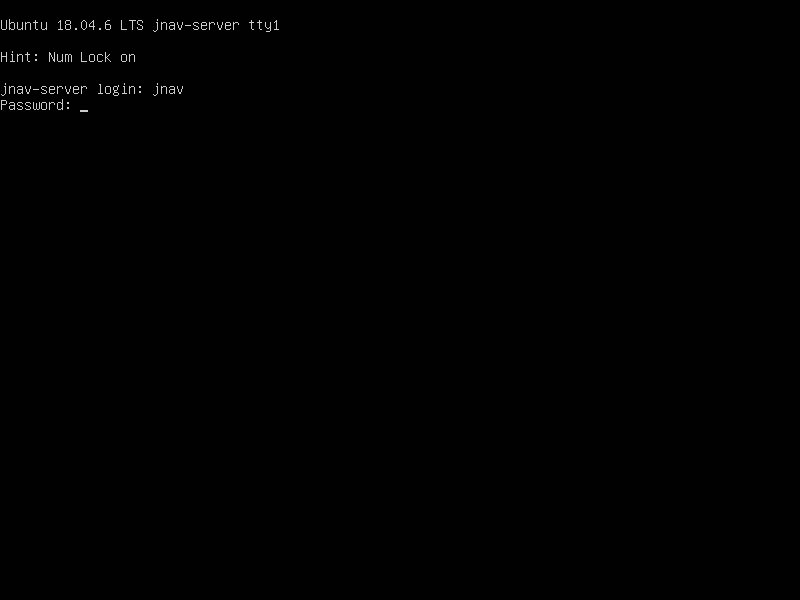 Ubuntu 18.04.6 LTS jnav-server tty1
Hint: Num Lock on
jnav-server login: jnav
Password: _